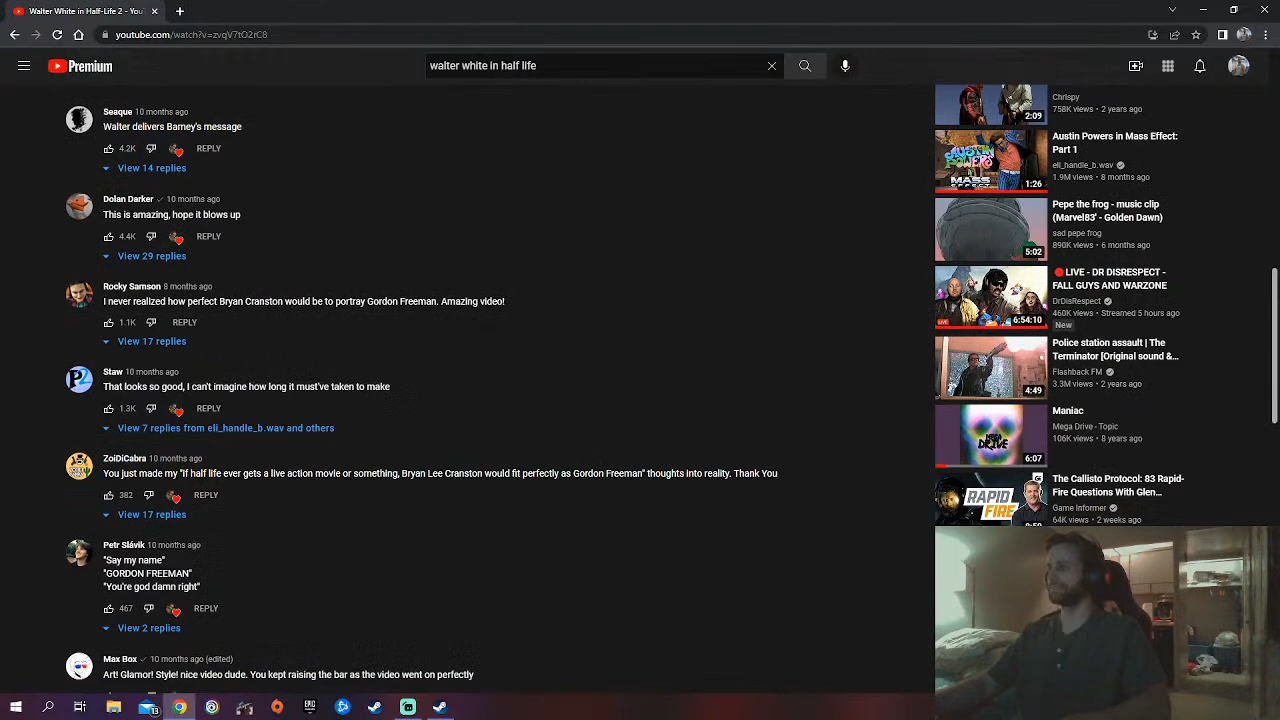 Walter White in Half-Life 2 - You
youtube.com/watch?v=zvqV7tO2rC8
Premium
walter white in half life
Seaque 10 months ago
Walter delivers Barney's message
4.2K REPLY
View 14 replies
Dolan Darker 10 months ago
This is amazing, hope it blows up
4.4K REPLY
View 29 replies
Rocky Samson 8 months ago
I never realized how perfect Bryan Cranston would be to portray Gordon Freeman. Amazing video!
1.1K REPLY
View 17 replies
Staw 10 months ago
That looks so good, I can't imagine how long it must've taken to make
1.3K REPLY
View 7 replies from eli_handle_b.wav and others
ZoiDiCabra 10 months ago
You just made my "if half life ever gets a live action movie or something, Bryan Lee Cranston would fit perfectly as Gordon Freeman" thoughts into reality. Thank You
382 REPLY
View 17 replies
Petr Slávik 10 months ago
"Say my name"
"GORDON FREEMAN"
"You're god damn right"
467 REPLY
View 2 replies
Max Box 10 months ago (edited)
Art! Glamor! Style! nice video dude. You kept raising the bar as the video went on perfectly
2:09
Chrispy
758K views • 2 years ago
AUSTIN
POWERS
MASS
EFFECT
1:26
Austin Powers in Mass Effect:
Part 1
eli_handle_b.wav
1.9M views • 8 months ago
5:02
Pepe the frog - music clip
(Marvel83' - Golden Dawn)
sad pepe frog
890K views • 6 months ago
LIVE
6:54:10
LIVE - DR DISRESPECT -
FALL GUYS AND WARZONE
DrDisRespect
460K views • Streamed 5 hours ago
New
4:49
Police station assault | The
Terminator [Original sound &...
Flashback FM
3.3M views • 2 years ago
MEGA
DRIVE
6:07
Maniac
Mega Drive - Topic
106K views • 8 years ago
RAPID
FIRE
The Callisto Protocol: 83 Rapid-
Fire Questions With Glen...
Game Informer
64K views • 2 weeks ago
13
EPIC